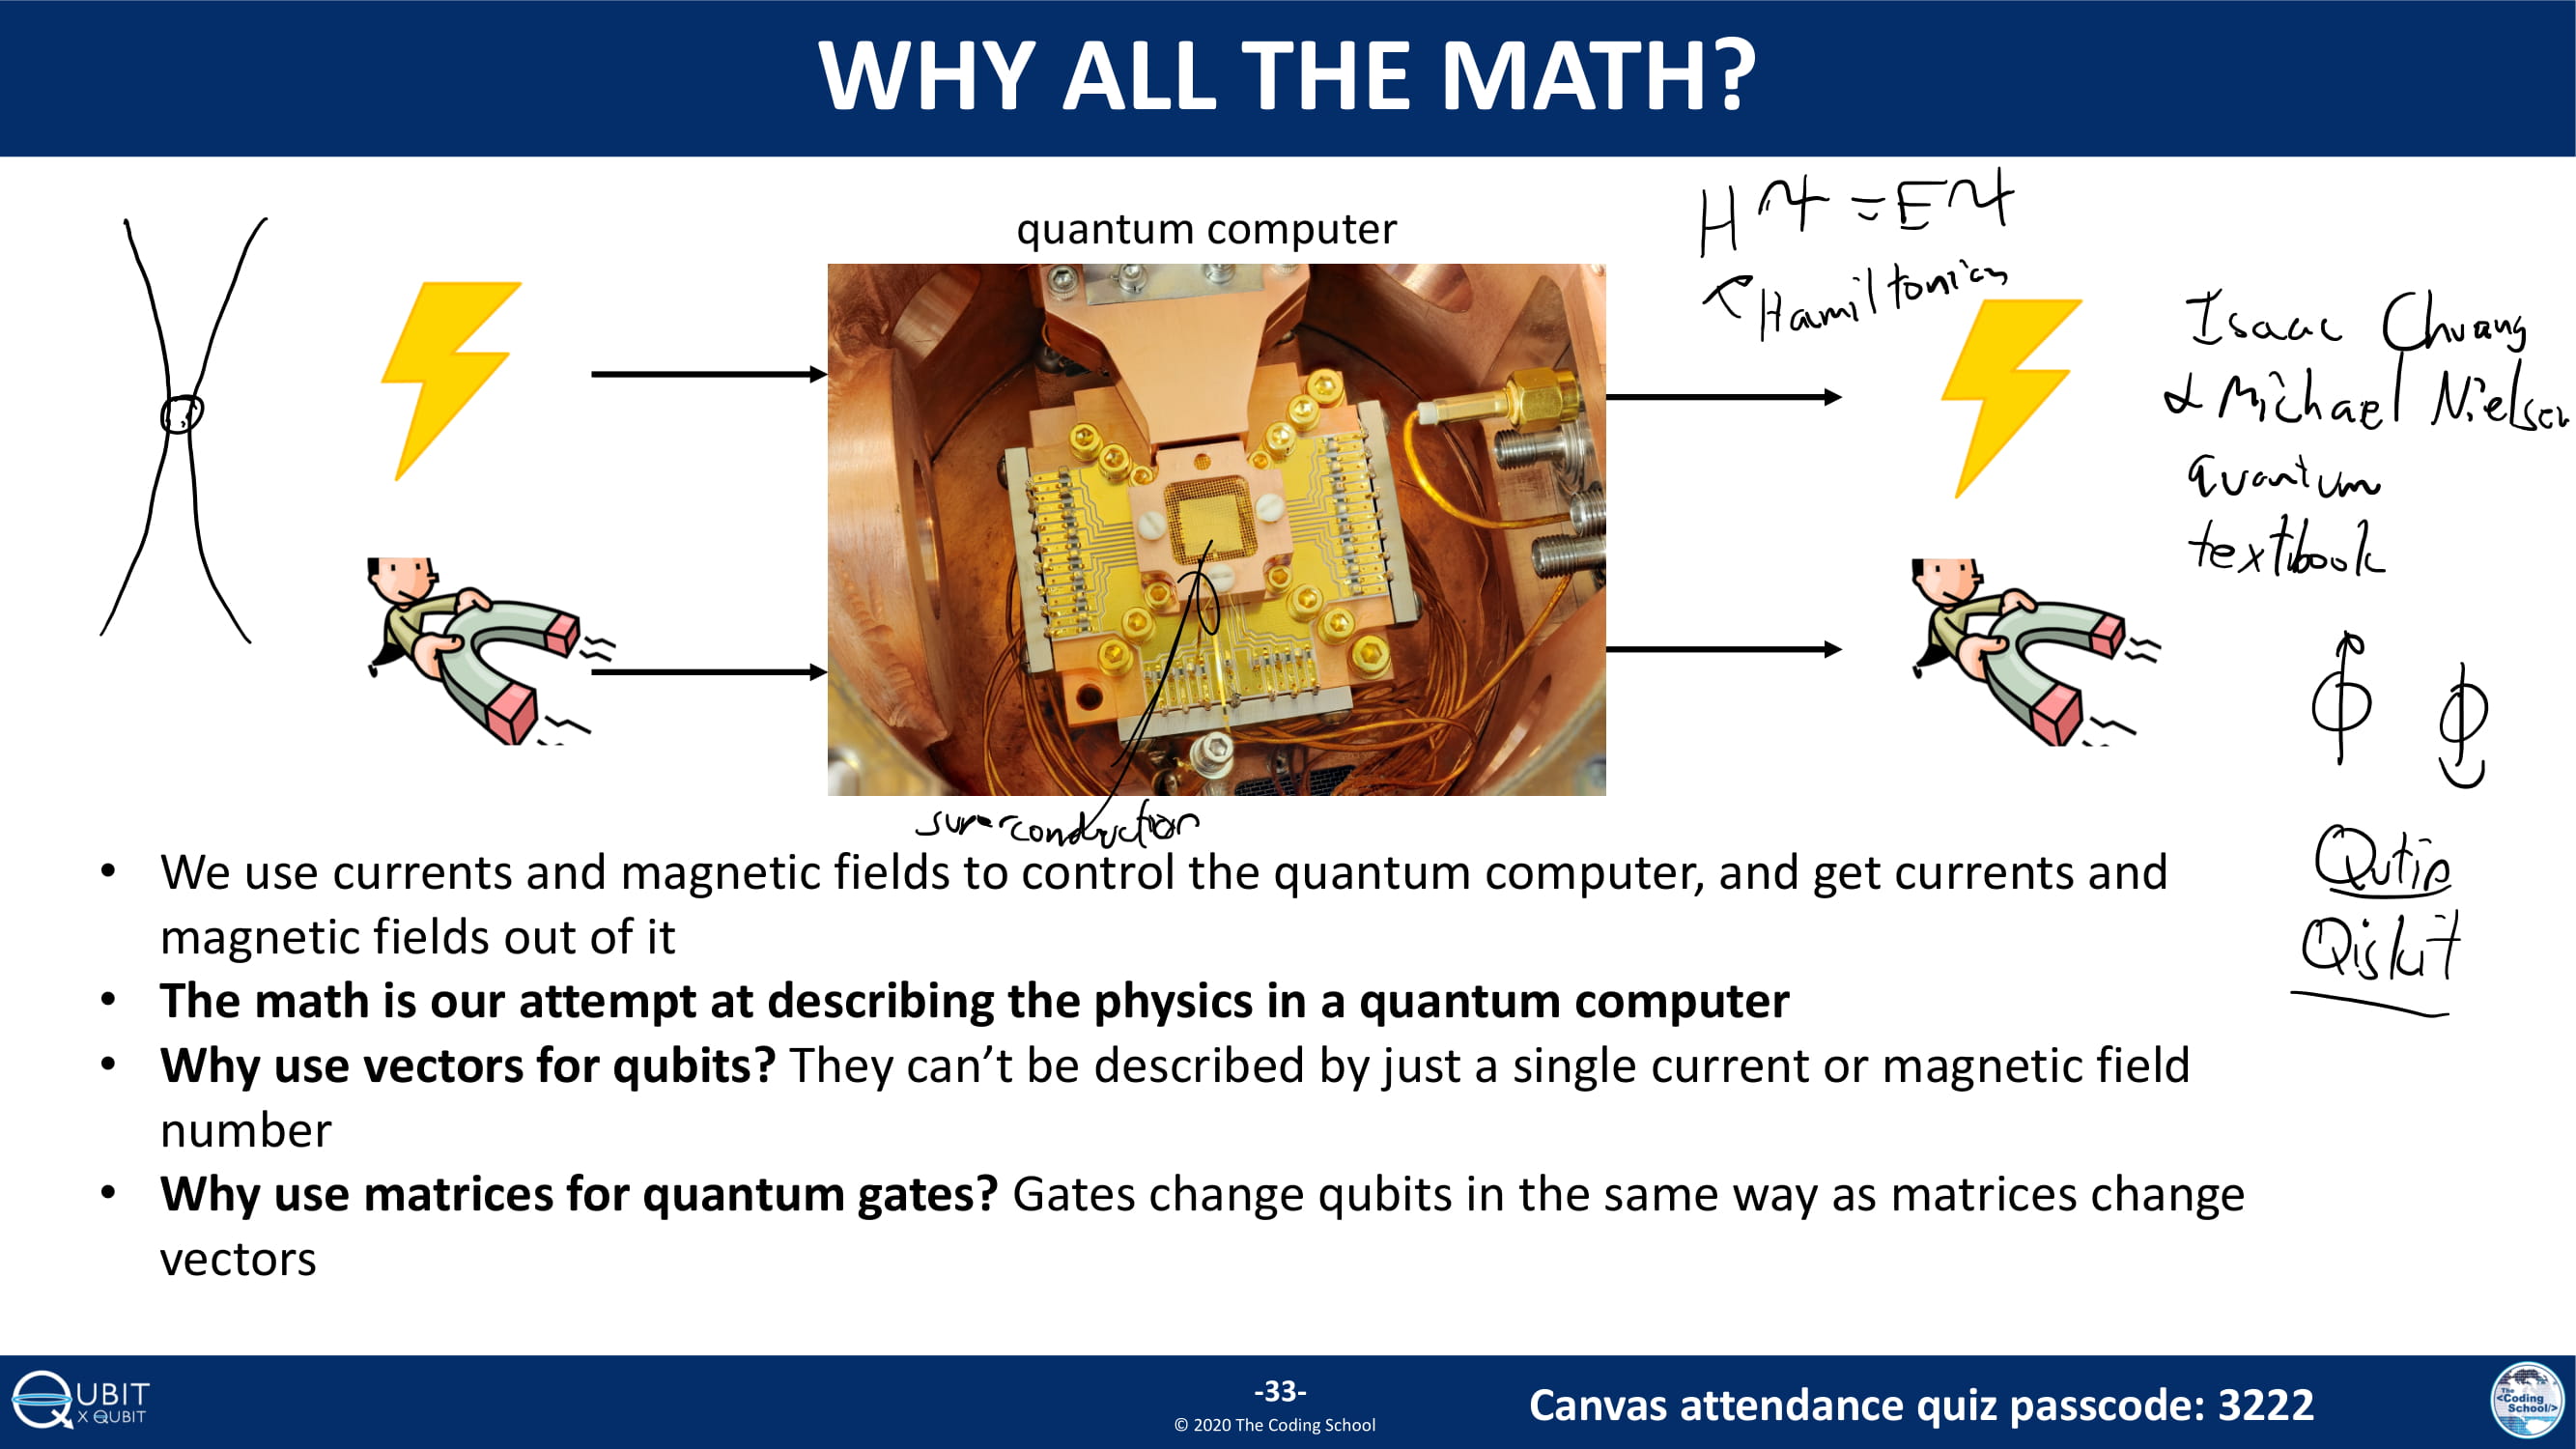 WHY ALL THE MATH?
quantum computer
Hψ = Eψ
Hamiltonian
Isaac Chuang
& Michael Nielsen
quantum
textbook
superconductor
Qutip
Qiskit
• We use currents and magnetic fields to control the quantum computer, and get currents and
magnetic fields out of it
• The math is our attempt at describing the physics in a quantum computer
• Why use vectors for qubits? They can’t be described by just a single current or magnetic field
number
• Why use matrices for quantum gates? Gates change qubits in the same way as matrices change
vectors
QUBIT
X QUBIT
-33-
© 2020 The Coding School
Canvas attendance quiz passcode: 3222
The
<Coding
School/>